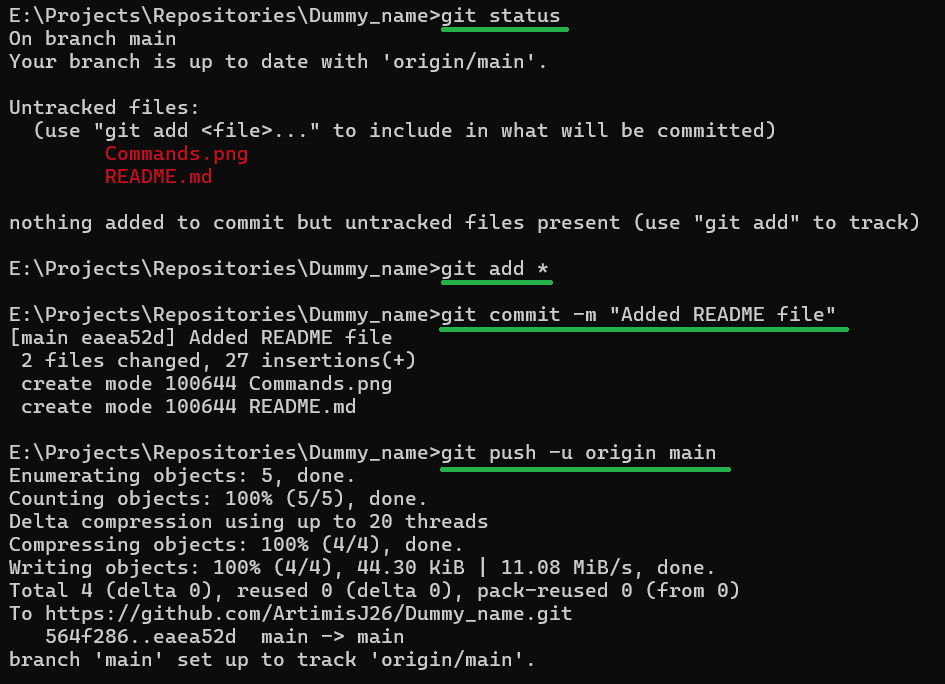 E:\Projects\Repositories\Dummy_name>git status
On branch main
Your branch is up to date with 'origin/main'.
Untracked files:
  (use "git add <file>..." to include in what will be committed)
        Commands.png
        README.md
nothing added to commit but untracked files present (use "git add" to track)
E:\Projects\Repositories\Dummy_name>git add *
E:\Projects\Repositories\Dummy_name>git commit -m "Added README file"
[main eaea52d] Added README file
 2 files changed, 27 insertions(+)
 create mode 100644 Commands.png
 create mode 100644 README.md
E:\Projects\Repositories\Dummy_name>git push -u origin main
Enumerating objects: 5, done.
Counting objects: 100% (5/5), done.
Delta compression using up to 20 threads
Compressing objects: 100% (4/4), done.
Writing objects: 100% (4/4), 44.30 KiB | 11.08 MiB/s, done.
Total 4 (delta 0), reused 0 (delta 0), pack-reused 0 (from 0)
To https://github.com/ArtimisJ26/Dummy_name.git
   564f286..eaea52d  main -> main
branch 'main' set up to track 'origin/main'.